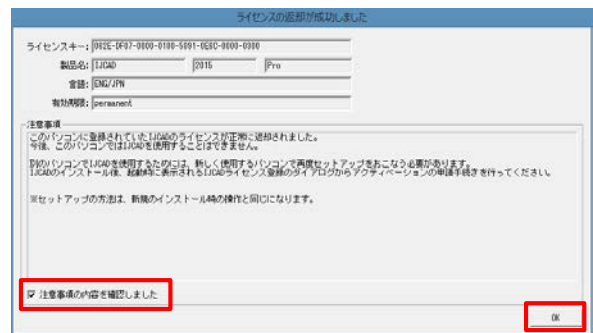 ライセンスの返却が成功しました
ライセンスキー: 082E-DF07-0000-0100-5891-0E8C-0000-0300
製品名: IJCAD 2015 Pro
言語: ENG/JPN
有効期限: permanent
注意事項
このパソコンに登録されていたIJCADのライセンスが正常に返却されました。
今後、このパソコンではIJCADを使用することはできません。
別のパソコンでIJCADを使用するためには、新しく使用するパソコンで再度セットアップをおこなう必要があります。
IJCADのインストール後、起動時に表示されるIJCADライセンス登録のダイアログからアクティベーションの申請手続きを行ってください。
※セットアップの方法は、新規のインストール時の操作と同じになります。
注意事項の内容を確認しました
OK